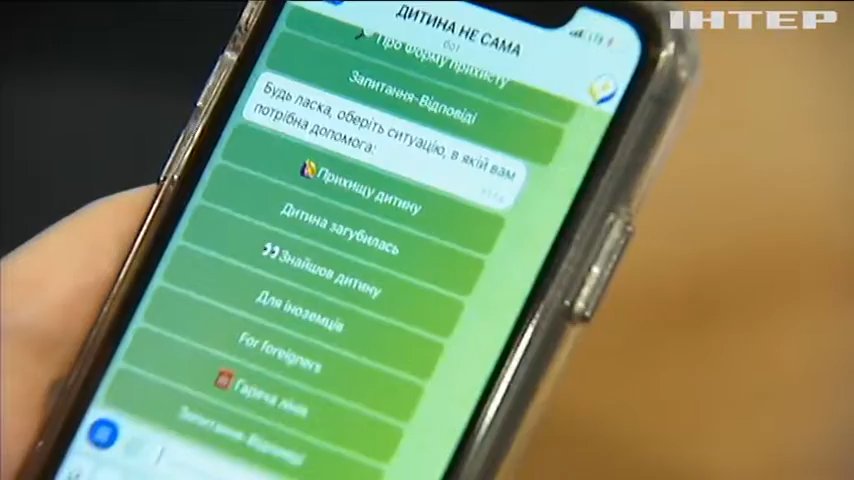 ІНТЕР
ДИТИНА НЕ САМА
бот
LTE
Про форму прихисту
Запитання-Відповіді
Будь ласка, оберіть ситуацію, в якій вам
потрібна допомога:
Прихищу дитину
Дитина загубилась
Знайшов дитину
Для іноземців
For foreigners
Гаряча лінія
Запитання-Відповіді